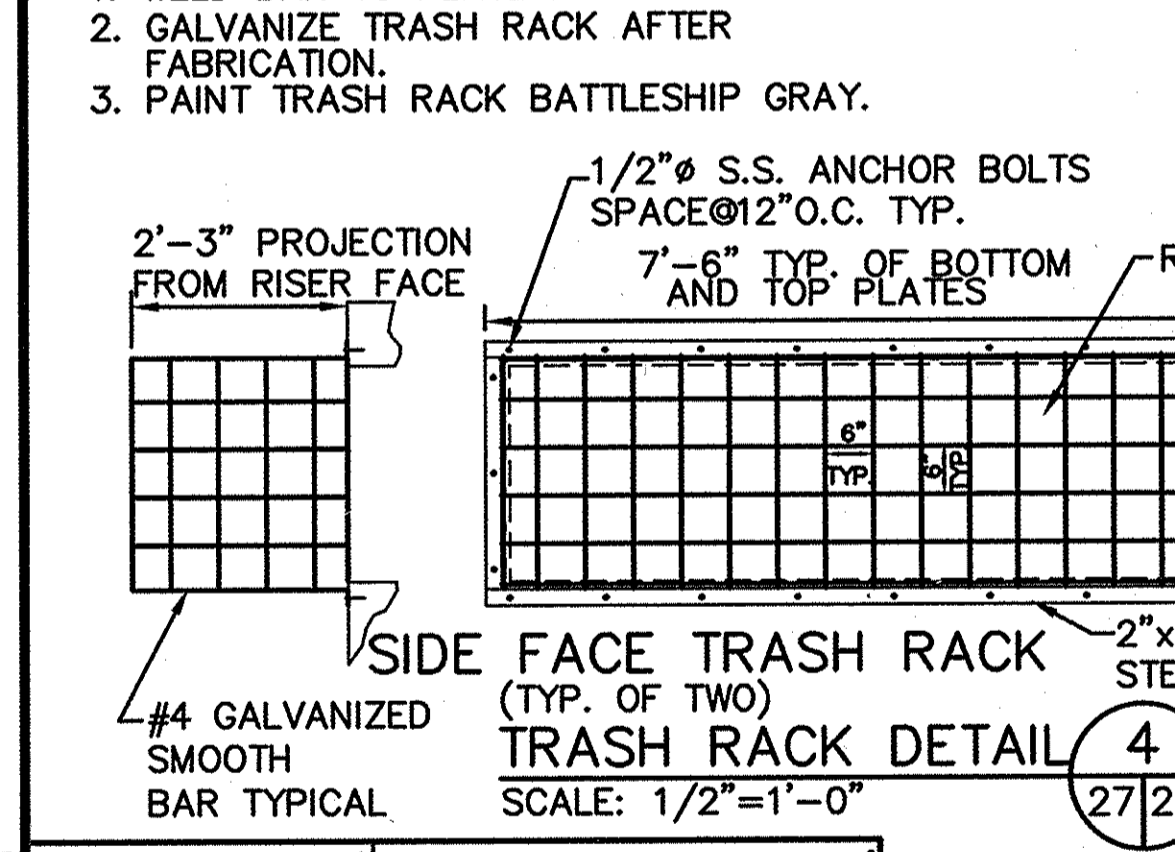 2. GALVANIZE TRASH RACK AFTER
FABRICATION.
3. PAINT TRASH RACK BATTLESHIP GRAY.
1/2"ø S.S. ANCHOR BOLTS
SPACE@12"O.C. TYP.
2'-3" PROJECTION
FROM RISER FACE
7'-6" TYP. OF BOTTOM
AND TOP PLATES
6"
TYP.
6"
TYP
SIDE FACE TRASH RACK
(TYP. OF TWO)
2"x
#4 GALVANIZED
SMOOTH
BAR TYPICAL
TRASH RACK DETAIL
SCALE: 1/2"=1'-0"
4
27